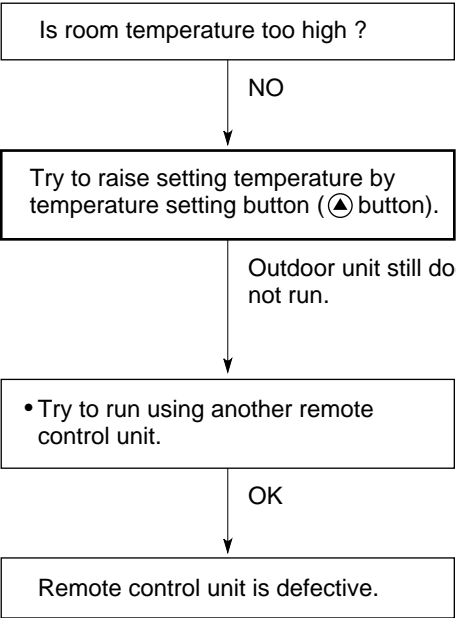 Is room temperature too high ?
NO
Try to raise setting temperature by
temperature setting button ( ▲ button).
Outdoor unit still do
not run.
• Try to run using another remote
control unit.
OK
Remote control unit is defective.